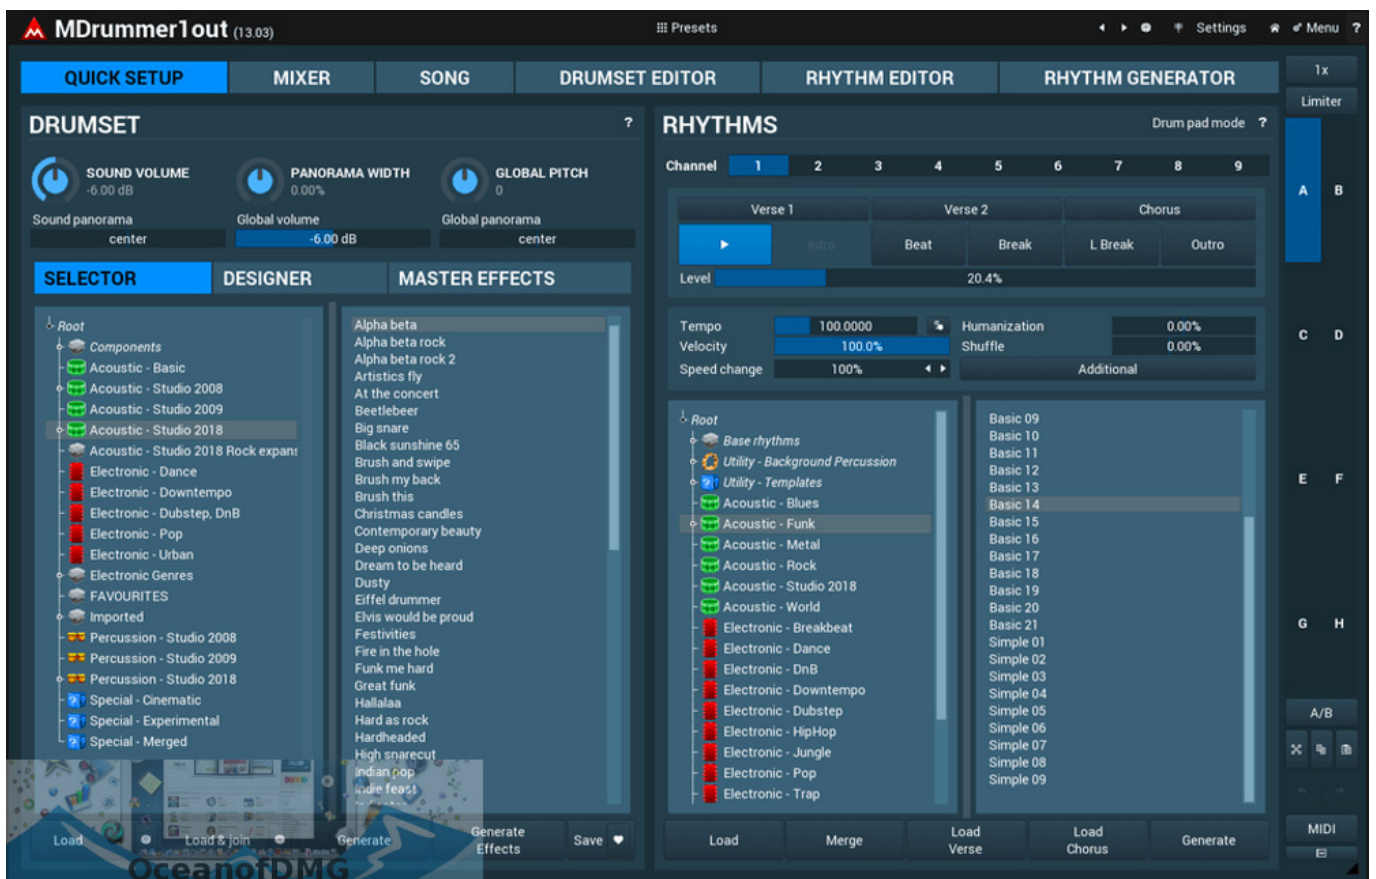 MDrummer1out (13.03)
Presets
Settings
Menu
?
QUICK SETUP
MIXER
SONG
DRUMSET EDITOR
RHYTHM EDITOR
RHYTHM GENERATOR
1x
Limiter
DRUMSET
?
SOUND VOLUME
-6.00 dB
PANORAMA WIDTH
0.00%
GLOBAL PITCH
0
Sound panorama
center
Global volume
-6.00 dB
Global panorama
center
SELECTOR
DESIGNER
MASTER EFFECTS
Root
Components
Acoustic - Basic
Acoustic - Studio 2008
Acoustic - Studio 2009
Acoustic - Studio 2018
Acoustic - Studio 2018 Rock expans
Electronic - Dance
Electronic - Downtempo
Electronic - Dubstep, DnB
Electronic - Pop
Electronic - Urban
Electronic Genres
FAVOURITES
Imported
Percussion - Studio 2008
Percussion - Studio 2009
Percussion - Studio 2018
Special - Cinematic
Special - Experimental
Special - Merged
Alpha beta
Alpha beta rock
Alpha beta rock 2
Artistics fly
At the concert
Beetlebeer
Big snare
Black sunshine 65
Brush and swipe
Brush my back
Brush this
Christmas candles
Contemporary beauty
Deep onions
Dream to be heard
Dusty
Eiffel drummer
Elvis would be proud
Festivities
Fire in the hole
Funk me hard
Great funk
Hallalaa
Hard as rock
Hardheaded
High snarecut
Indian pop
Indie feast
Load
Load & join
Generate
Generate
Effects
Save
OceanofDMG
RHYTHMS
Drum pad mode
?
Channel
1
2
3
4
5
6
7
8
9
Verse 1
Verse 2
Chorus
Intro
Beat
Break
L Break
Outro
Level
20.4%
Tempo
100.0000
Humanization
0.00%
Velocity
100.0%
Shuffle
0.00%
Speed change
100%
Additional
Root
Base rhythms
Utility - Background Percussion
Utility - Templates
Acoustic - Blues
Acoustic - Funk
Acoustic - Metal
Acoustic - Rock
Acoustic - Studio 2018
Acoustic - World
Electronic - Breakbeat
Electronic - Dance
Electronic - DnB
Electronic - Downtempo
Electronic - Dubstep
Electronic - HipHop
Electronic - Jungle
Electronic - Pop
Electronic - Trap
Basic 09
Basic 10
Basic 11
Basic 12
Basic 13
Basic 14
Basic 15
Basic 16
Basic 17
Basic 18
Basic 19
Basic 20
Basic 21
Simple 01
Simple 02
Simple 03
Simple 04
Simple 05
Simple 06
Simple 07
Simple 08
Simple 09
Load
Merge
Load
Verse
Load
Chorus
Generate
A
B
C
D
E
F
G
H
A/B
MIDI